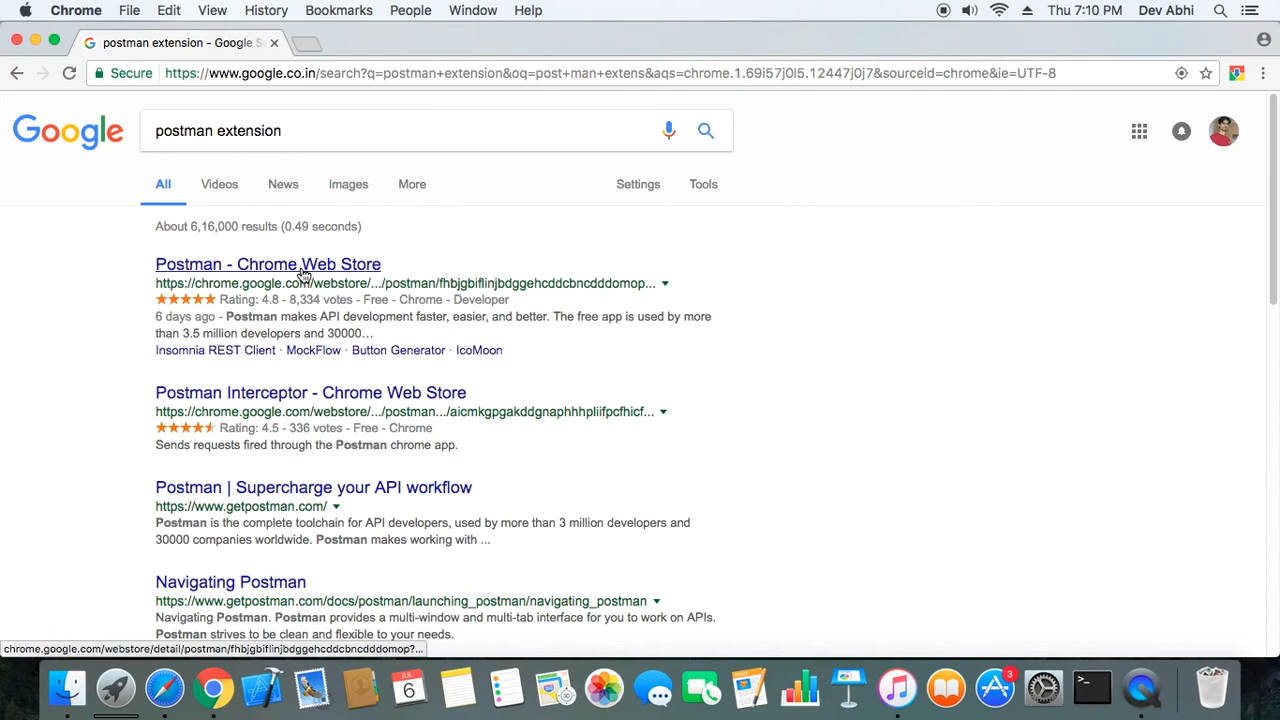 Chrome File Edit View History Bookmarks People Window Help Thu 7:10 PM Dev Abhi
postman extension - Google S
Secure https://www.google.co.in/search?q=postman+extension&oq=post+man+extens&aqs=chrome.1.69i57j0l5.12447j0j7&sourceid=chrome&ie=UTF-8
Google postman extension
All Videos News Images More Settings Tools
About 6,16,000 results (0.49 seconds)
Postman - Chrome Web Store
https://chrome.google.com/webstore/.../postman/fhbjgbiflinjbdggehcddcbncdddomop...
Rating: 4.8 - 8,334 votes - Free - Chrome - Developer
6 days ago - Postman makes API development faster, easier, and better. The free app is used by more
than 3.5 million developers and 30000...
Insomnia REST Client · MockFlow · Button Generator · IcoMoon
Postman Interceptor - Chrome Web Store
https://chrome.google.com/webstore/.../postman.../aicmkgpgakddgnaphhhpliifpcfhicf...
Rating: 4.5 - 336 votes - Free - Chrome
Sends requests fired through the Postman chrome app.
Postman | Supercharge your API workflow
https://www.getpostman.com/
Postman is the complete toolchain for API developers, used by more than 3 million developers and
30000 companies worldwide. Postman makes working with ...
Navigating Postman
https://www.getpostman.com/docs/postman/launching_postman/navigating_postman
Navigating Postman. Postman provides a multi-window and multi-tab interface for you to work on APIs.
Postman strives to be clean and flexible to your needs.
chrome.google.com/webstore/detail/postman/fhbjgbiflinjbdggehcddcbncdddomop?...
JUL
6
3